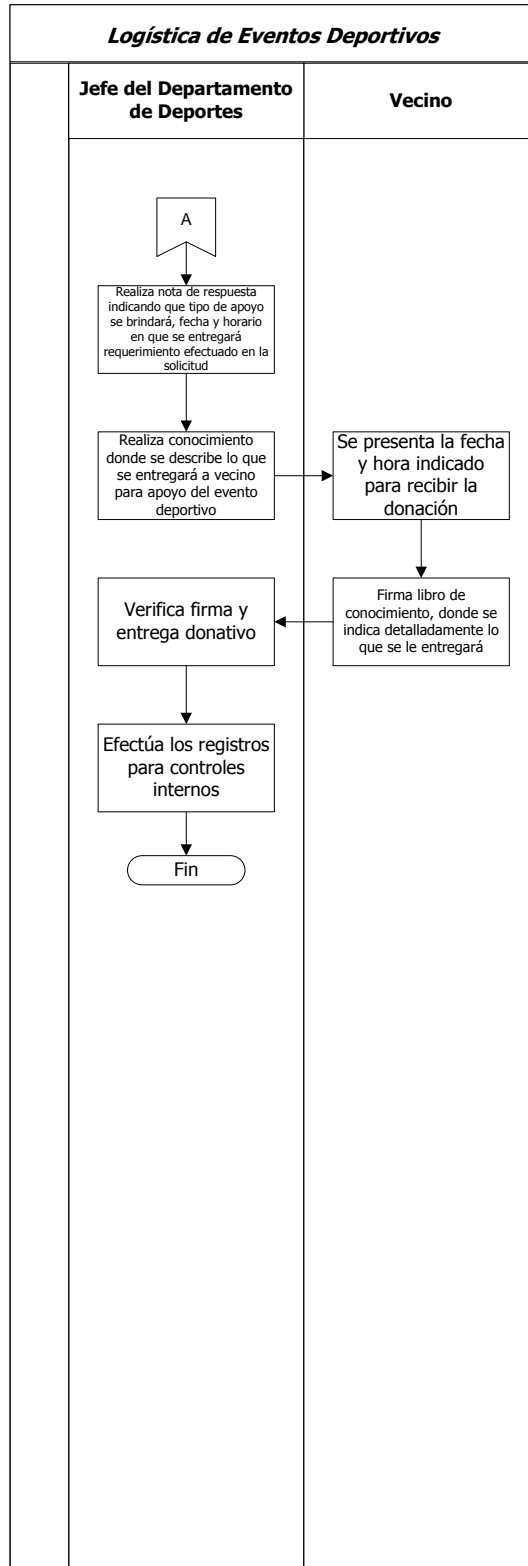 Logística de Eventos Deportivos
Jefe del Departamento
de Deportes
Vecino
A
Realiza nota de respuesta
indicando que tipo de apoyo
se brindará, fecha y horario
en que se entregará
requerimiento efectuado en la
solicitud
Realiza conocimiento
donde se describe lo que
se entregará a vecino
para apoyo del evento
deportivo
Se presenta la fecha
y hora indicado
para recibir la
donación
Firma libro de
conocimiento, donde se
indica detalladamente lo
que se le entregará
Verifica firma y
entrega donativo
Efectúa los registros
para controles
internos
Fin